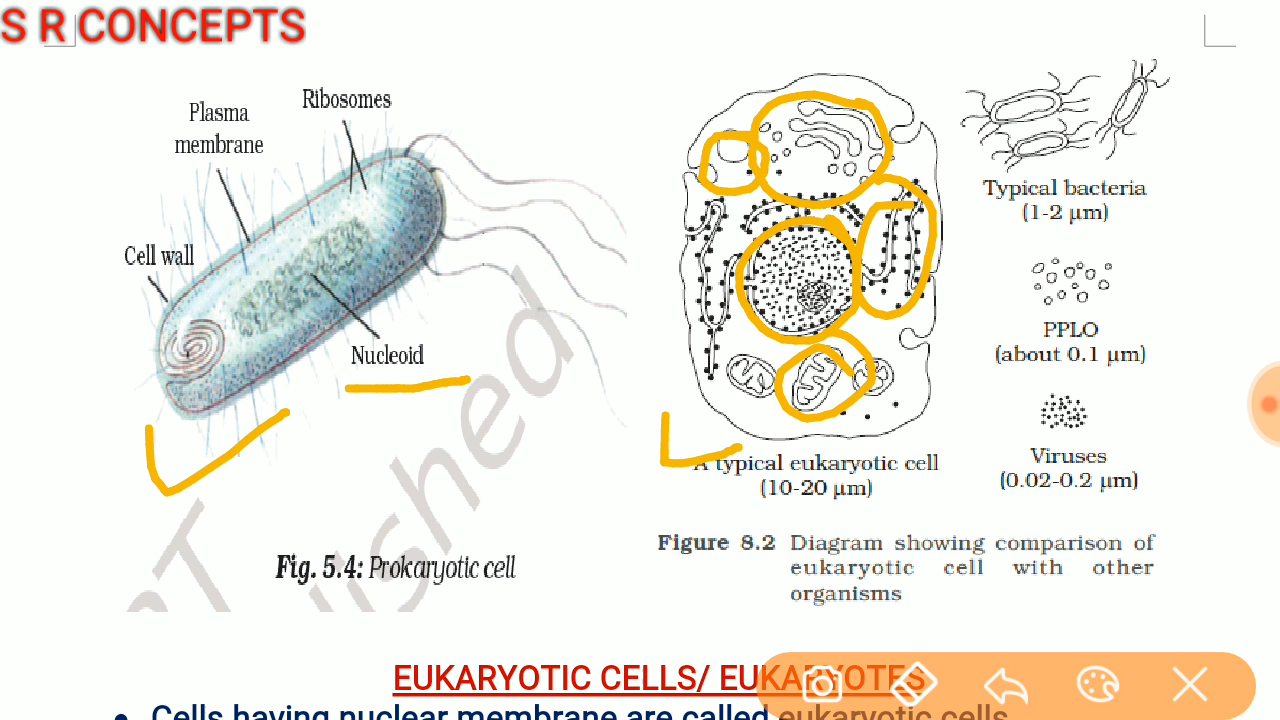 S R CONCEPTS
Plasma
membrane
Ribosomes
Cell wall
Nucleoid
Fig. 5.4: Prokaryotic cell
A typical eukaryotic cell
(10-20 µm)
Typical bacteria
(1-2 µm)
PPLO
(about 0.1 µm)
Viruses
(0.02-0.2 µm)
Figure 8.2 Diagram showing comparison of
eukaryotic cell with other
organisms
EUKARYOTIC CELLS/ EUKARYOTES
• Cells having nuclear membrane are called eukaryotic cells